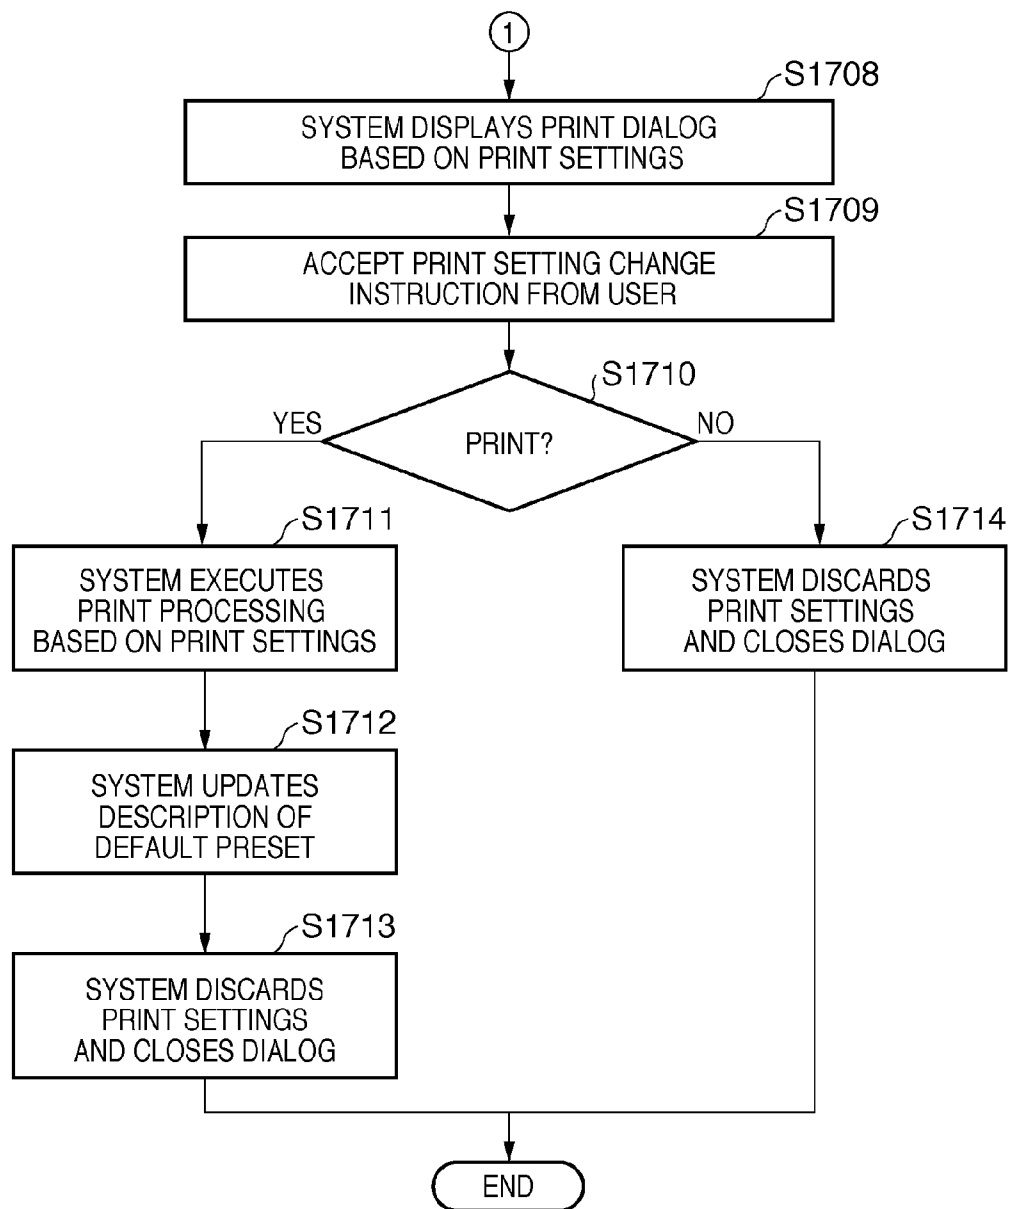 1
S1708
SYSTEM DISPLAYS PRINT DIALOG
BASED ON PRINT SETTINGS
S1709
ACCEPT PRINT SETTING CHANGE
INSTRUCTION FROM USER
S1710
YES
PRINT?
NO
S1711
SYSTEM EXECUTES
PRINT PROCESSING
BASED ON PRINT SETTINGS
S1714
SYSTEM DISCARDS
PRINT SETTINGS
AND CLOSES DIALOG
S1712
SYSTEM UPDATES
DESCRIPTION OF
DEFAULT PRESET
S1713
SYSTEM DISCARDS
PRINT SETTINGS
AND CLOSES DIALOG
END